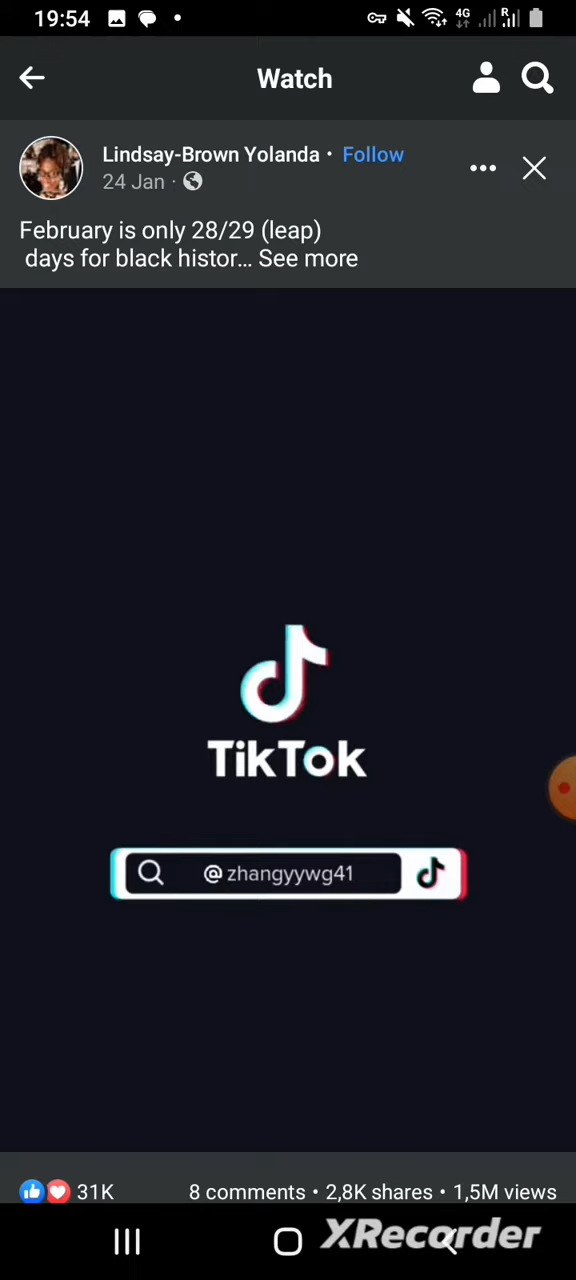 19:54 4G R
Watch
Lindsay-Brown Yolanda · Follow
24 Jan ·
February is only 28/29 (leap)
days for black histor... See more
TikTok
@zhangyywg41
31K 8 comments • 2,8K shares • 1,5M views
XRecorder